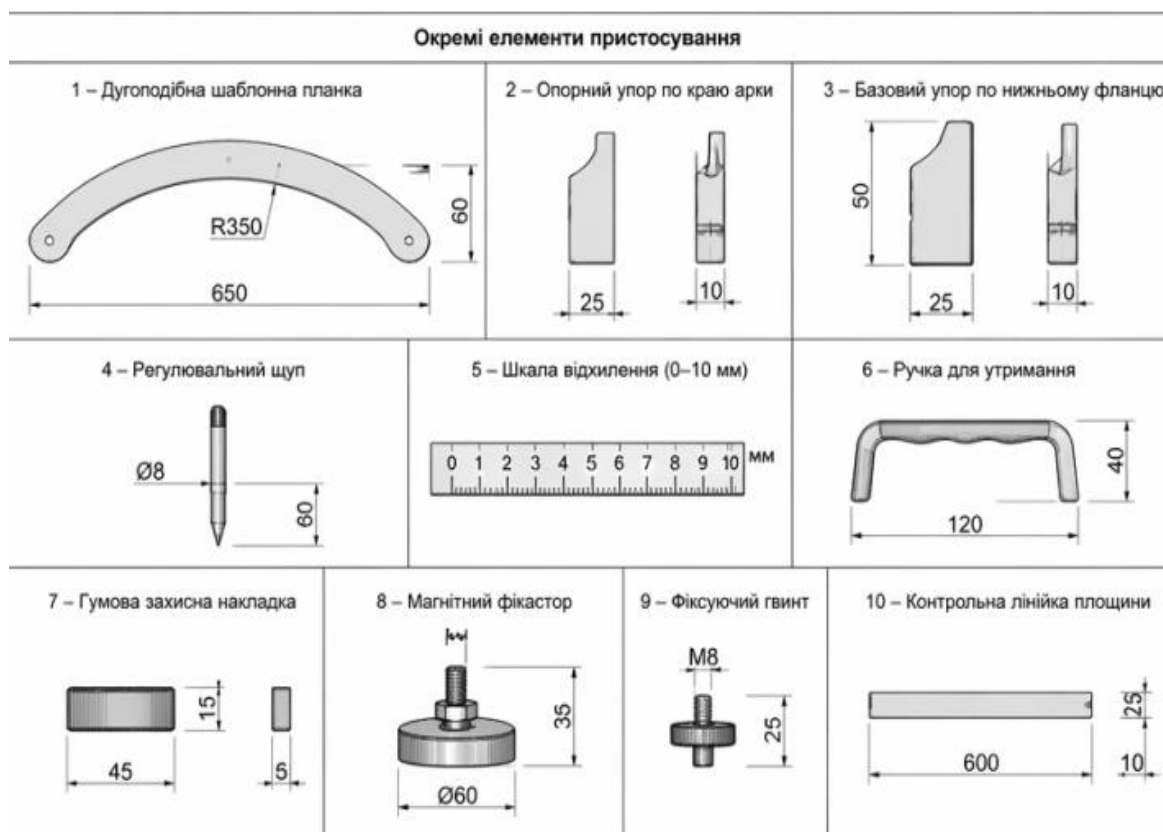 Окремі елементи пристосування
1 – Дугоподібна шаблонна планка
R350
60
650
2 – Опорний упор по краю арки
25
10
3 – Базовий упор по нижньому фланцю
50
25
10
4 – Регулювальний щуп
Ø8
60
5 – Шкала відхилення (0–10 мм)
0 1 2 3 4 5 6 7 8 9 10 мм
6 – Ручка для утримання
40
120
7 – Гумова захисна накладка
15
45
5
8 – Магнітний фікастор
35
Ø60
9 – Фіксуючий гвинт
M8
25
10 – Контрольна лінійка площини
25
600
10